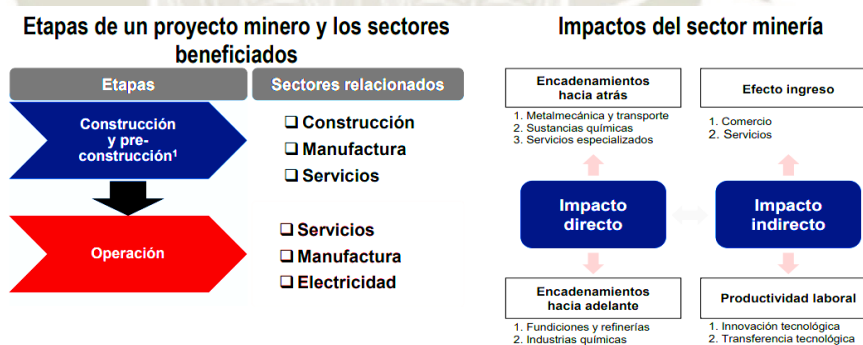 Etapas de un proyecto minero y los sectores
beneficiados
Etapas
Sectores relacionados
Construcción
y pre-
construcción¹
❑ Construcción
❑ Manufactura
❑ Servicios
Operación
❑ Servicios
❑ Manufactura
❑ Electricidad
Impactos del sector minería
Encadenamientos
hacia atrás
1. Metalmecánica y transporte
2. Sustancias químicas
3. Servicios especializados
Efecto ingreso
1. Comercio
2. Servicios
Impacto
directo
Impacto
indirecto
Encadenamientos
hacia adelante
1. Fundiciones y refinerías
2. Industrias químicas
Productividad laboral
1. Innovación tecnológica
2. Transferencia tecnológica